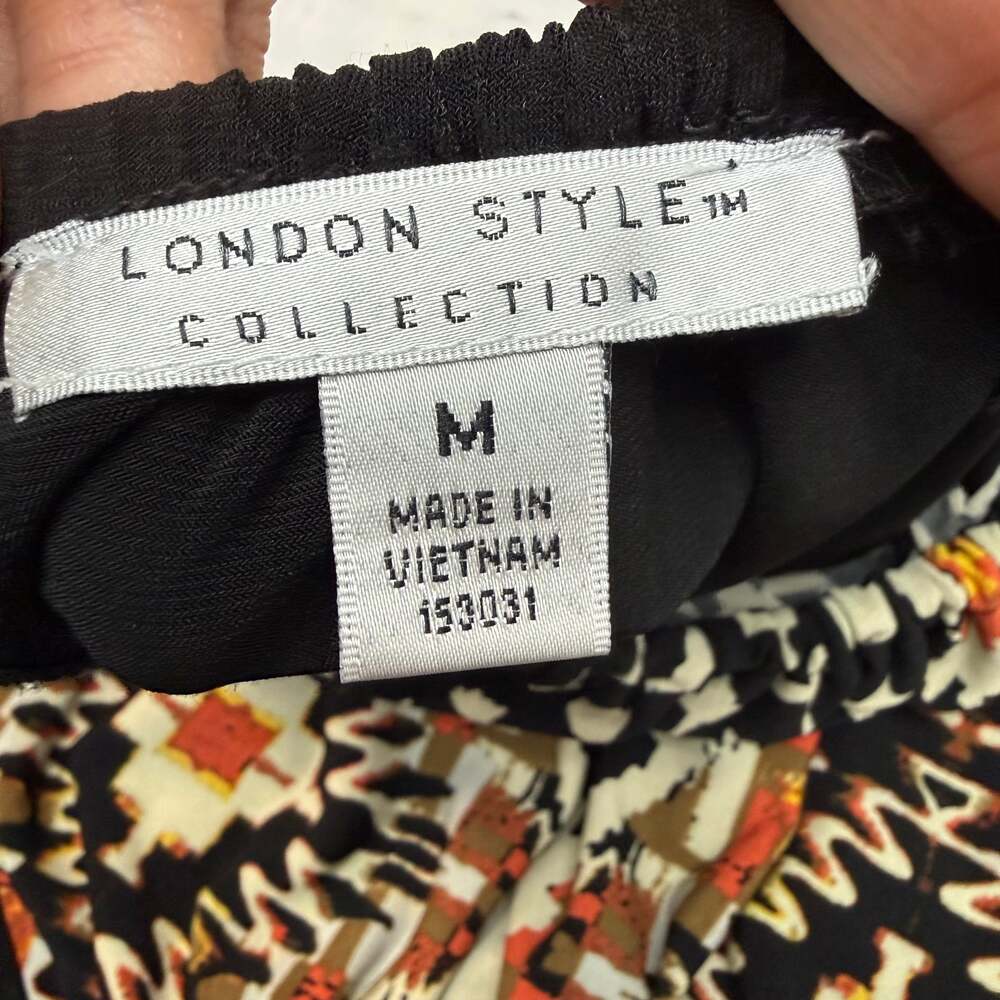 LONDON STYLE™
COLLECTION
M
MADE IN
VIETNAM
153031